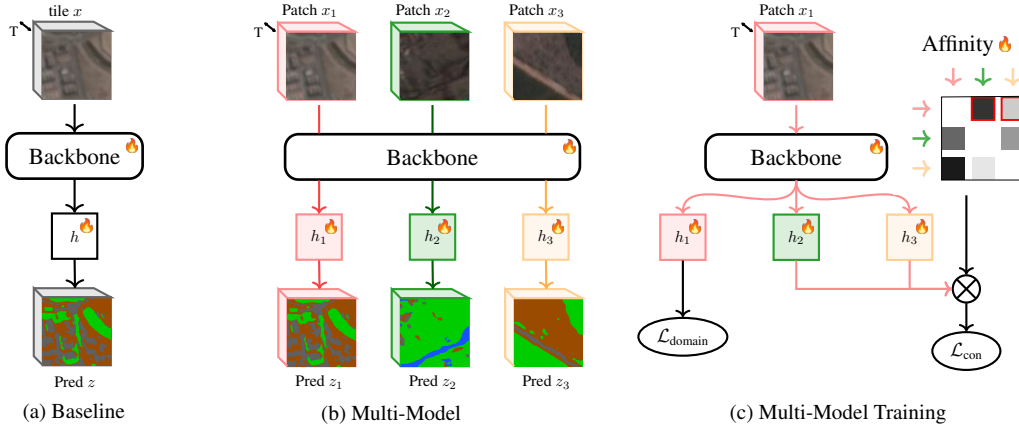 tile x
T
Backbone
h
Pred z
(a) Baseline
Patch x₁
Patch x₂
Patch x₃
T
Backbone
h₁
h₂
h₃
Pred z₁
Pred z₂
Pred z₃
(b) Multi-Model
Patch x₁
T
Affinity
Backbone
h₁
h₂
h₃
ℒdomain
ℒcon
(c) Multi-Model Training